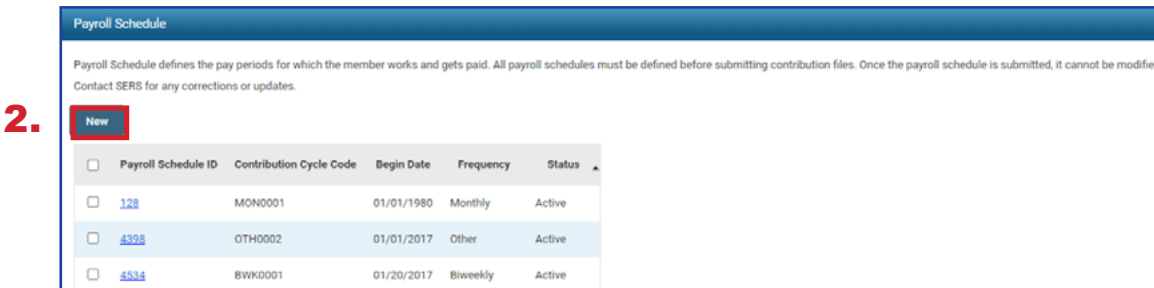 Payroll Schedule
Payroll Schedule defines the pay periods for which the member works and gets paid. All payroll schedules must be defined before submitting contribution files. Once the payroll schedule is submitted, it cannot be modifie
Contact SERS for any corrections or updates.
2.
New
Payroll Schedule ID Contribution Cycle Code Begin Date Frequency Status
128 MON0001 01/01/1980 Monthly Active
4398 OTH0002 01/01/2017 Other Active
4534 BWK0001 01/20/2017 Biweekly Active